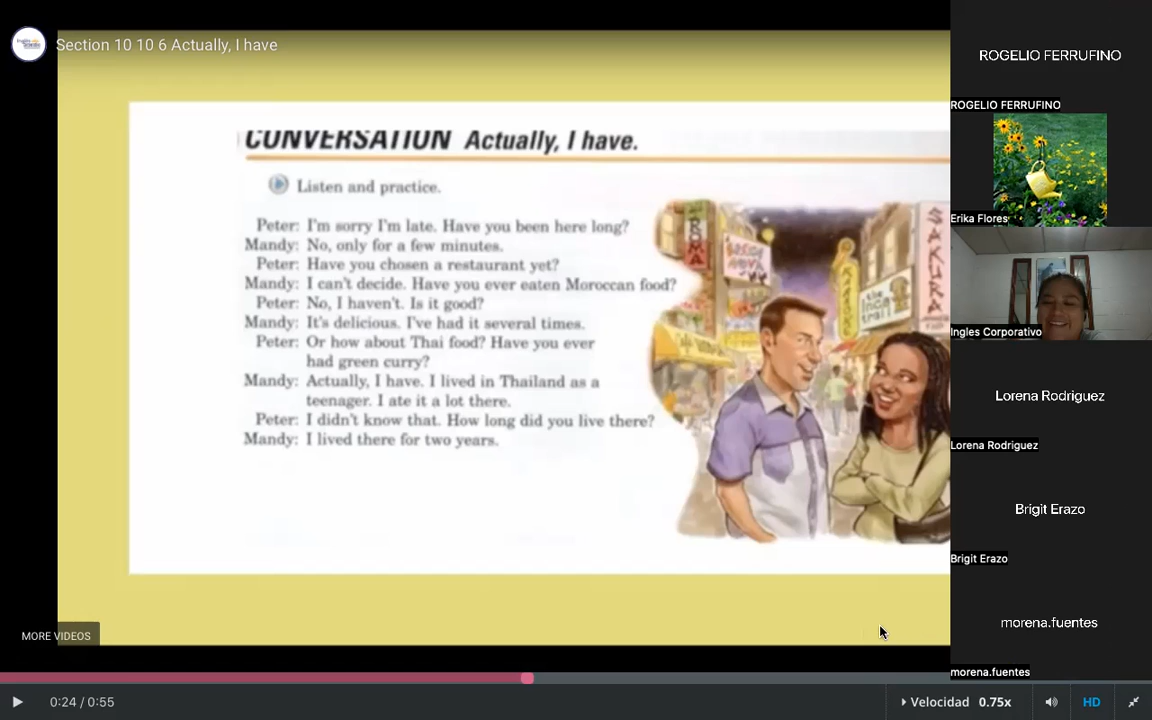 Section 10 10 6 Actually, I have
CONVERSATION Actually, I have.
Listen and practice.
Peter: I'm sorry I'm late. Have you been here long?
Mandy: No, only for a few minutes.
Peter: Have you chosen a restaurant yet?
Mandy: I can't decide. Have you ever eaten Moroccan food?
Peter: No, I haven't. Is it good?
Mandy: It's delicious. I've had it several times.
Peter: Or how about Thai food? Have you ever
had green curry?
Mandy: Actually, I have. I lived in Thailand as a
teenager. I ate it a lot there.
Peter: I didn't know that. How long did you live there?
Mandy: I lived there for two years.
ROMA
KARAOKE
the Inca trail
SAKURA
MORE VIDEOS
0:24 / 0:55
Velocidad 0.75x
HD
ROGELIO FERRUFINO
ROGELIO FERRUFINO
Erika Flores
Ingles Corporativo
Lorena Rodriguez
Lorena Rodriguez
Brigit Erazo
Brigit Erazo
morena.fuentes
morena.fuentes